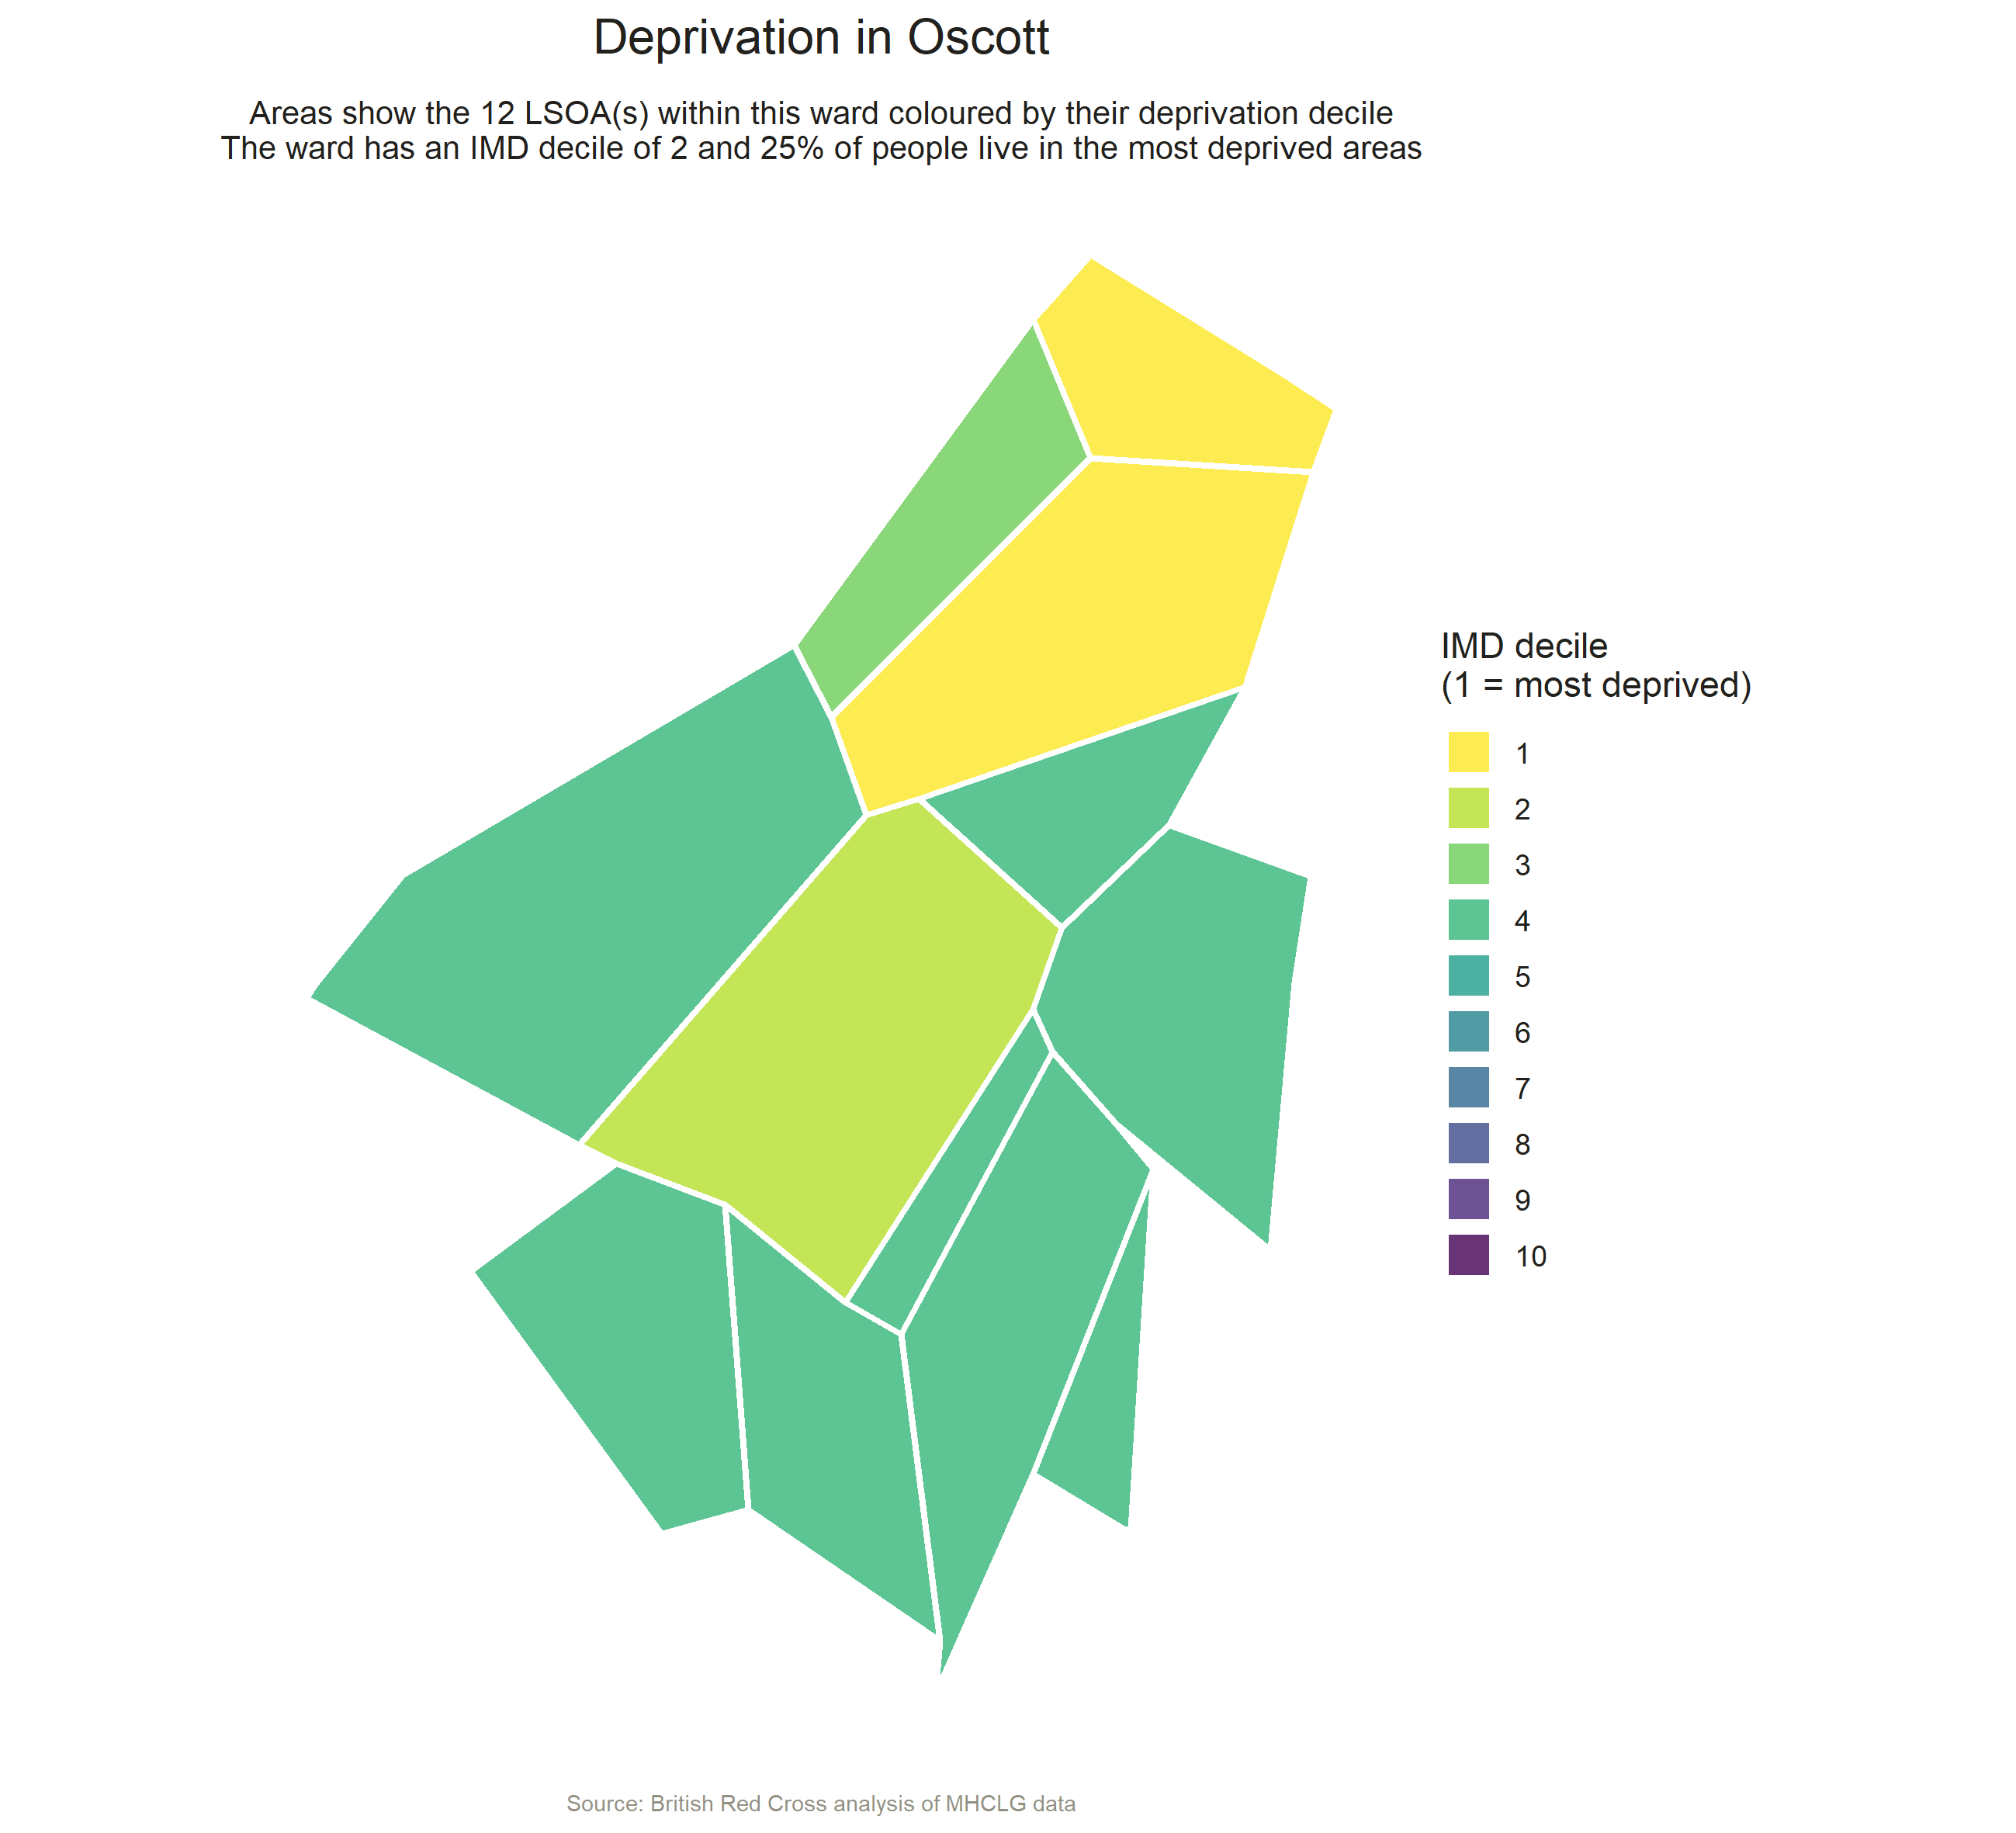 Deprivation in Oscott
Areas show the 12 LSOA(s) within this ward coloured by their deprivation decile
The ward has an IMD decile of 2 and 25% of people live in the most deprived areas
IMD decile
(1 = most deprived)
1
2
3
4
5
6
7
8
9
10
Source: British Red Cross analysis of MHCLG data